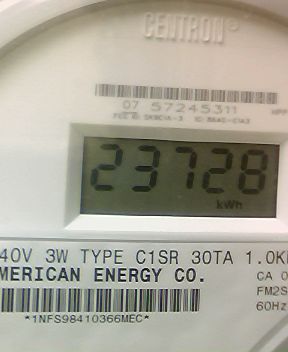 CENTRON®
07 57245311
23728
kWh
40V 3W TYPE C1SR 30TA 1.0K
MERICAN ENERGY CO.
CA 0
FM2S
60Hz
*1NFS98410366MEC*